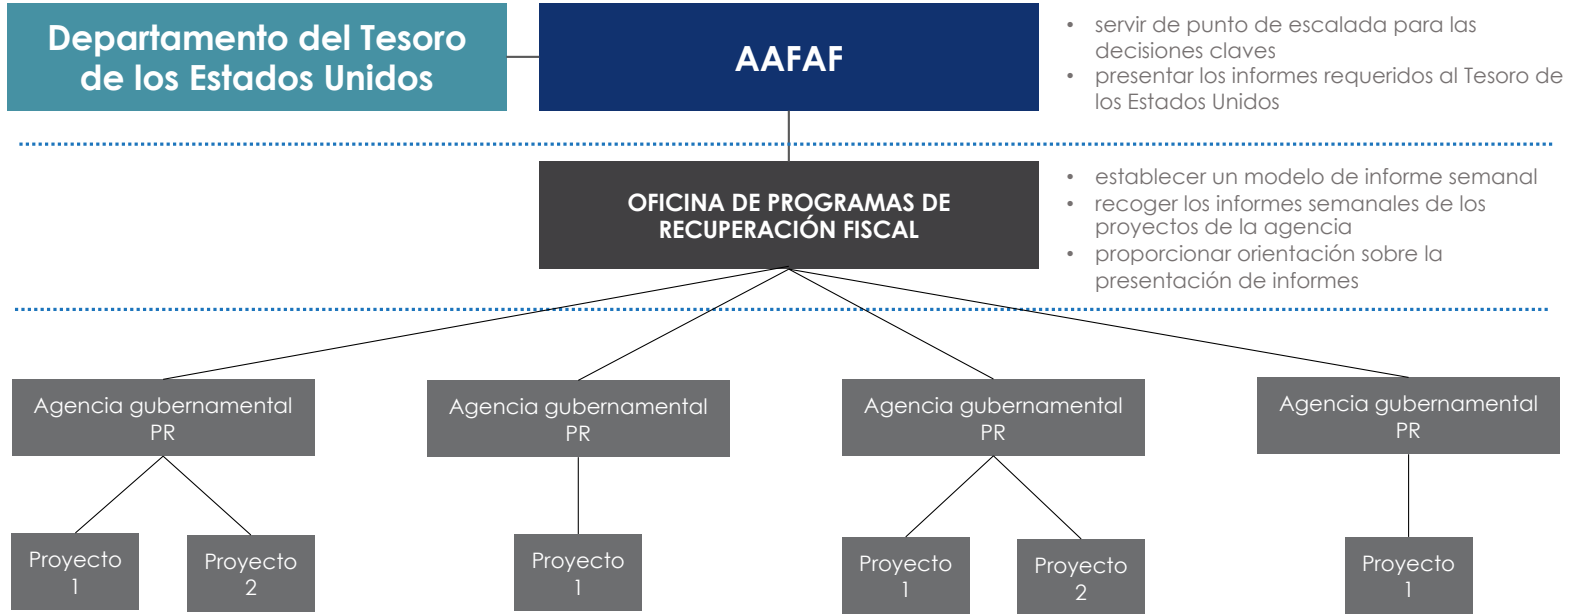 Departamento del Tesoro
de los Estados Unidos
AAFAF
• servir de punto de escalada para las
decisiones claves
• presentar los informes requeridos al Tesoro de
los Estados Unidos
OFICINA DE PROGRAMAS DE
RECUPERACIÓN FISCAL
• establecer un modelo de informe semanal
• recoger los informes semanales de los
proyectos de la agencia
• proporcionar orientación sobre la
presentación de informes
Agencia gubernamental
PR
Agencia gubernamental
PR
Agencia gubernamental
PR
Agencia gubernamental
PR
Proyecto
1
Proyecto
2
Proyecto
1
Proyecto
1
Proyecto
2
Proyecto
1